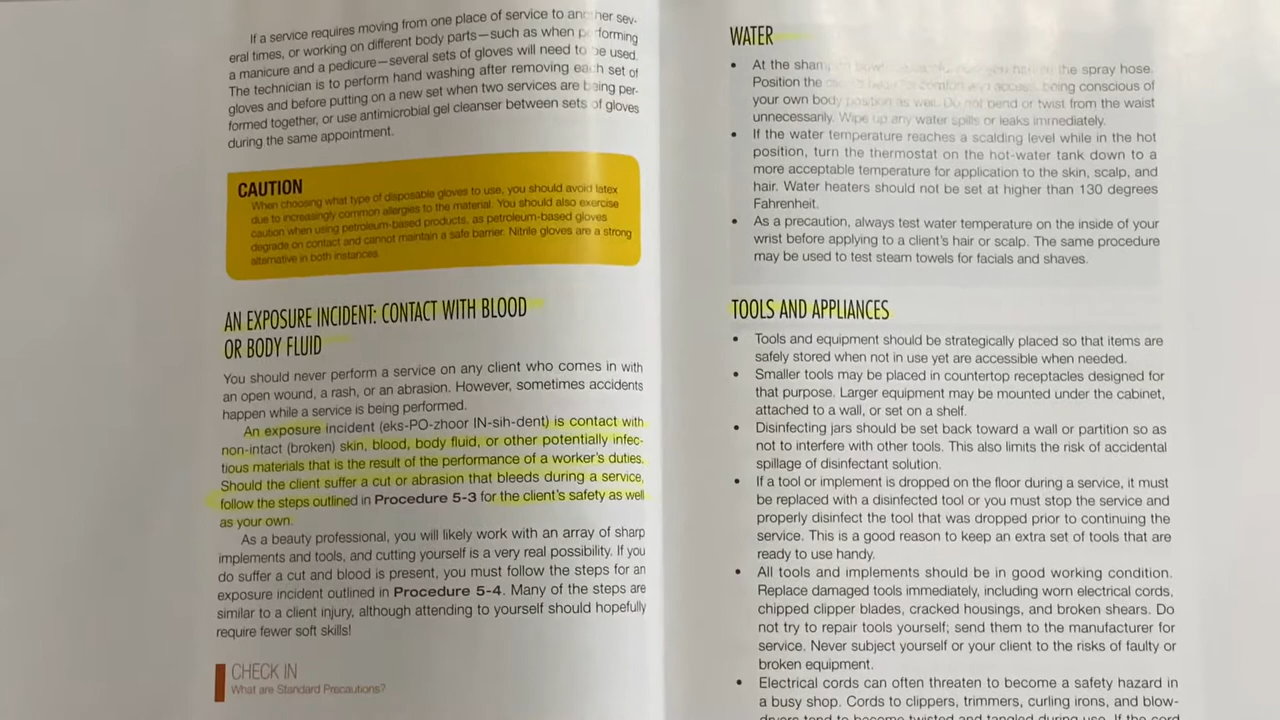 If a service requires moving from one place of service to another sev-
eral times, or working on different body parts—such as when performing
a manicure and a pedicure—several sets of gloves will need to be used.
The technician is to perform hand washing after removing each set of
gloves and before putting on a new set when two services are being per-
formed together, or use antimicrobial gel cleanser between sets of gloves
during the same appointment.
CAUTION
When choosing what type of disposable gloves to use, you should avoid latex
due to increasingly common allergies to the material. You should also exercise
caution when using petroleum-based products, as petroleum-based gloves
degrade on contact and cannot maintain a safe barrier. Nitrile gloves are a strong
alternative in both instances.
AN EXPOSURE INCIDENT: CONTACT WITH BLOOD
OR BODY FLUID
You should never perform a service on any client who comes in with
an open wound, a rash, or an abrasion. However, sometimes accidents
happen while a service is being performed.
An exposure incident (eks-PO-zhoor IN-sih-dent) is contact with
non-intact (broken) skin, blood, body fluid, or other potentially infec-
tious materials that is the result of the performance of a worker's duties.
Should the client suffer a cut or abrasion that bleeds during a service,
follow the steps outlined in Procedure 5-3 for the client's safety as well
as your own.
As a beauty professional, you will likely work with an array of sharp
implements and tools, and cutting yourself is a very real possibility. If you
do suffer a cut and blood is present, you must follow the steps for an
exposure incident outlined in Procedure 5-4. Many of the steps are
similar to a client injury, although attending to yourself should hopefully
require fewer soft skills!
CHECK IN
What are Standard Precautions?
WATER
• At the the spray hose.
Position the being conscious of
your own body position as well. Do not bend or twist from the waist
unnecessarily. Wipe up any water spills or leaks immediately.
• If the water temperature reaches a scalding level while in the hot
position, turn the thermostat on the hot-water tank down to a
more acceptable temperature for application to the skin, scalp, and
hair. Water heaters should not be set at higher than 130 degrees
Fahrenheit.
• As a precaution, always test water temperature on the inside of your
wrist before applying to a client's hair or scalp. The same procedure
may be used to test steam towels for facials and shaves.
TOOLS AND APPLIANCES
• Tools and equipment should be strategically placed so that items are
safely stored when not in use yet are accessible when needed.
• Smaller tools may be placed in countertop receptacles designed for
that purpose. Larger equipment may be mounted under the cabinet,
attached to a wall, or set on a shelf.
• Disinfecting jars should be set back toward a wall or partition so as
not to interfere with other tools. This also limits the risk of accidental
spillage of disinfectant solution.
• If a tool or implement is dropped on the floor during a service, it must
be replaced with a disinfected tool or you must stop the service and
properly disinfect the tool that was dropped prior to continuing the
service. This is a good reason to keep an extra set of tools that are
ready to use handy.
• All tools and implements should be in good working condition.
Replace damaged tools immediately, including worn electrical cords,
chipped clipper blades, cracked housings, and broken shears. Do
not try to repair tools yourself; send them to the manufacturer for
service. Never subject yourself or your client to the risks of faulty or
broken equipment.
• Electrical cords can often threaten to become a safety hazard in
a busy shop. Cords to clippers, trimmers, curling irons, and blow-
dryers tend to become twisted and tangled during use. If the cord